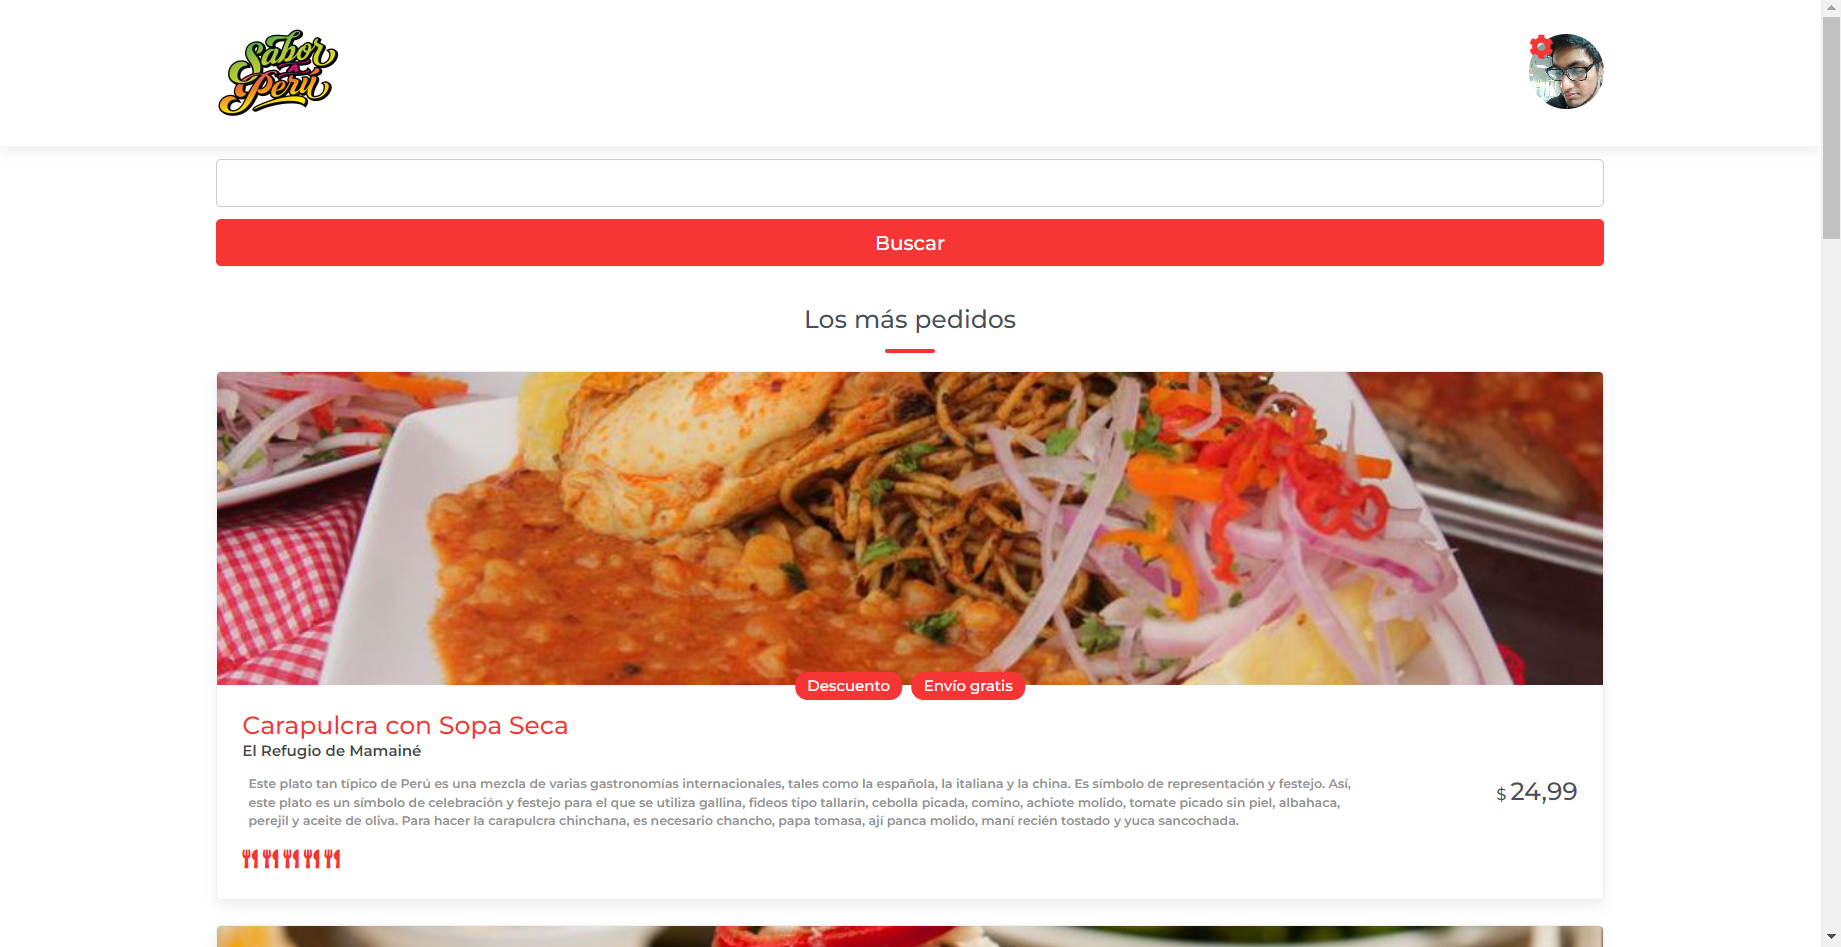 Sabor
A
Perú
Buscar
Los más pedidos
Descuento
Envío gratis
Carapulcra con Sopa Seca
El Refugio de Mamainé
Este plato tan típico de Perú es una mezcla de varias gastronomías internacionales, tales como la española, la italiana y la china. Es símbolo de representación y festejo. Así,
este plato es un símbolo de celebración y festejo para el que se utiliza gallina, fideos tipo tallarín, cebolla picada, comino, achiote molido, tomate picado sin piel, albahaca,
perejil y aceite de oliva. Para hacer la carapulcra chinchana, es necesario chancho, papa tomasa, ají panca molido, maní recién tostado y yuca sancochada.
$ 24,99